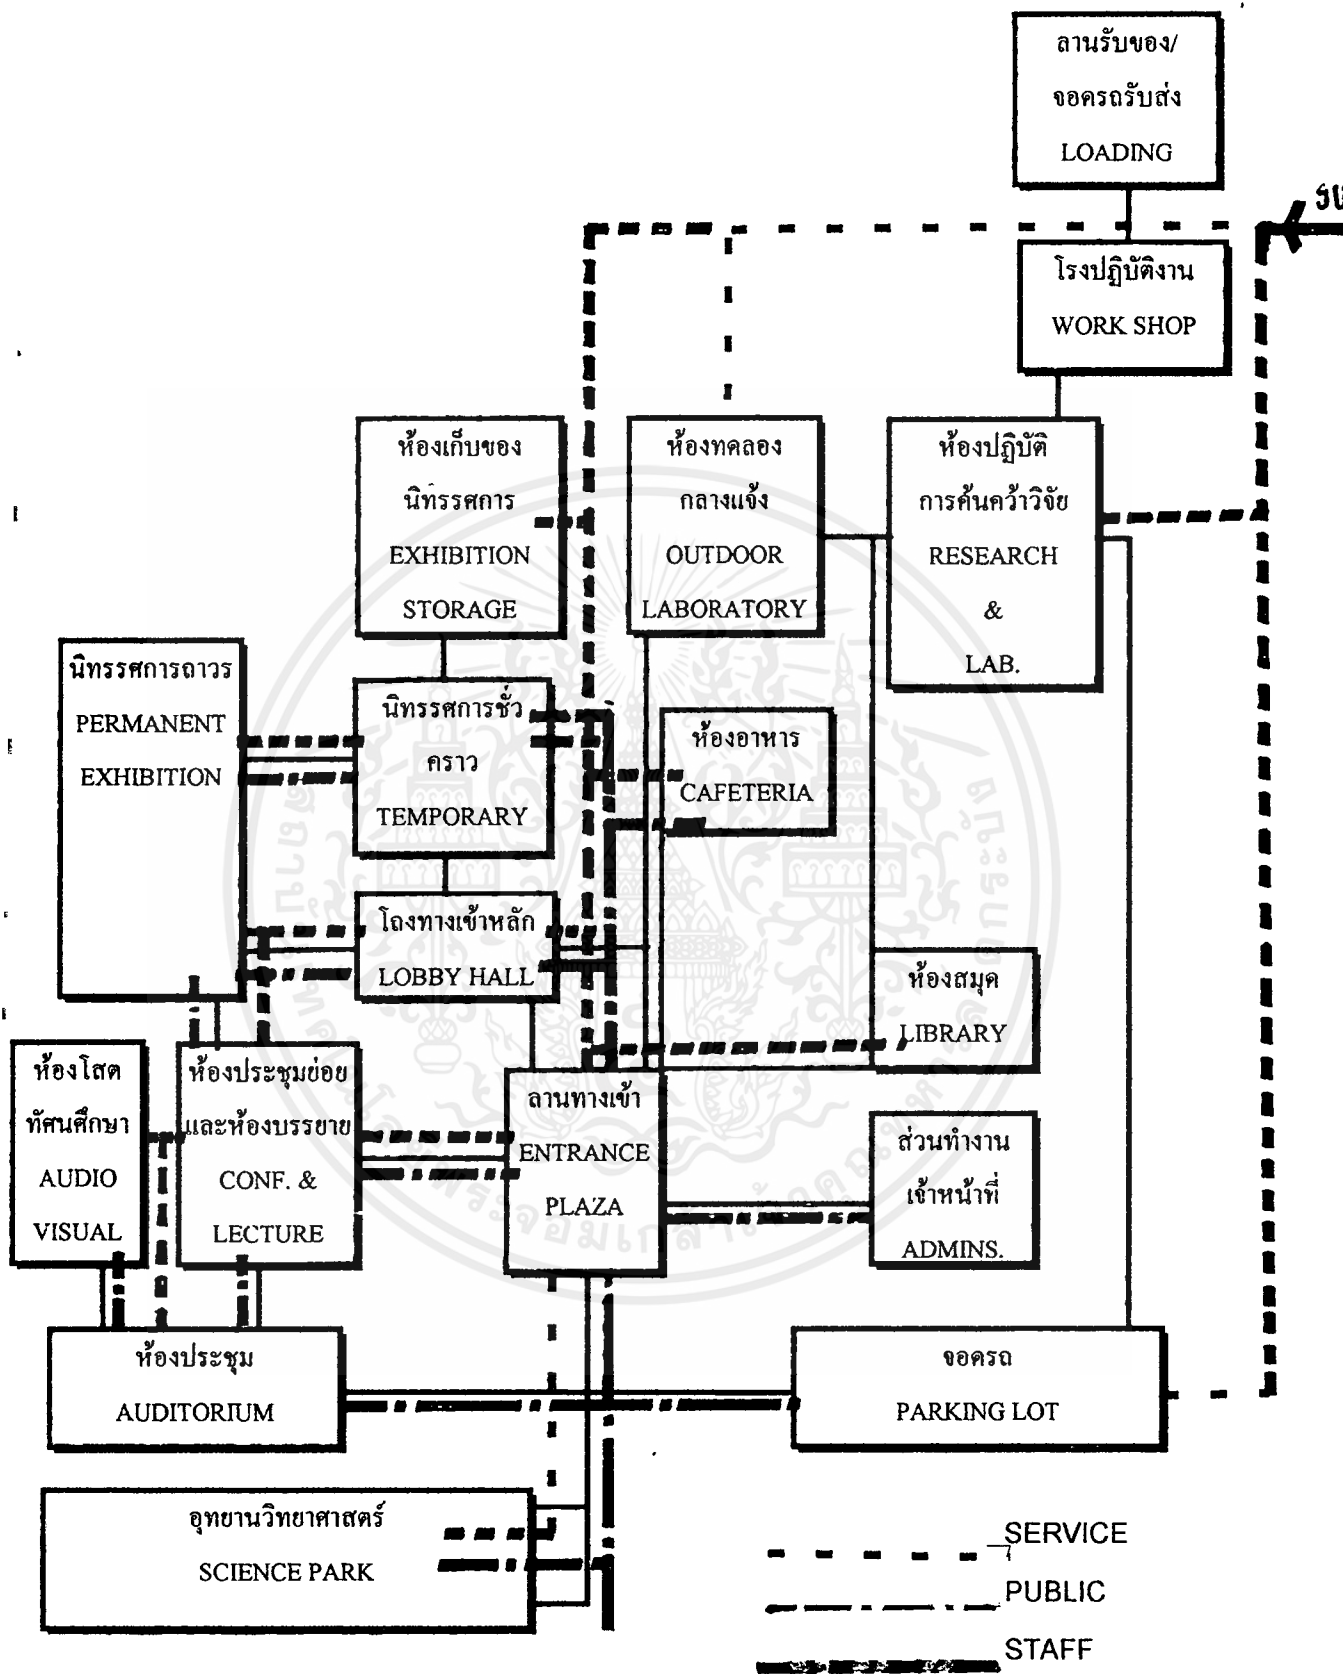 ลานรับของ/
จอดรถรับส่ง
LOADING
โรงปฏิบัติงาน
WORK SHOP
ห้องเก็บของ
นิทรรศการ
EXHIBITION
STORAGE
ห้องทดลอง
กลางแจ้ง
OUTDOOR
LABORATORY
ห้องปฏิบัติ
การค้นคว้าวิจัย
RESEARCH
&
LAB.
นิทรรศการถาวร
PERMANENT
EXHIBITION
นิทรรศการชั่ว
คราว
TEMPORARY
ห้องอาหาร
CAFETERIA
โถงทางเข้าหลัก
LOBBY HALL
ห้องสมุด
LIBRARY
ห้องโสต
ทัศนศึกษา
AUDIO
VISUAL
ห้องประชุมย่อย
และห้องบรรยาย
CONF. &
LECTURE
ลานทางเข้า
ENTRANCE
PLAZA
ส่วนทำงาน
เจ้าหน้าที่
ADMINS.
ห้องประชุม
AUDITORIUM
จอดรถ
PARKING LOT
อุทยานวิทยาศาสตร์
SCIENCE PARK
SERVICE
PUBLIC
STAFF